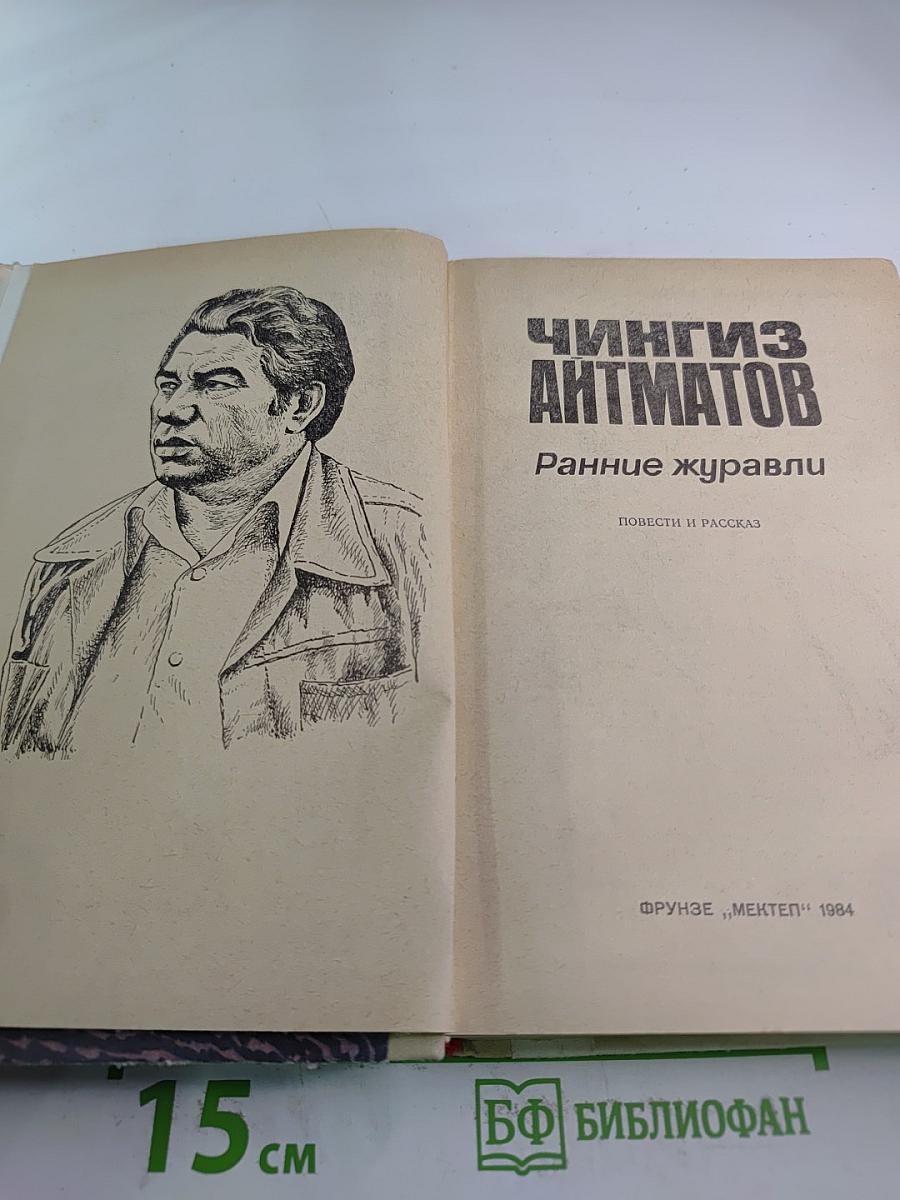 ЧИНГИЗ
АЙТМАТОВ
Ранние журавли
ПОВЕСТИ И РАССКАЗ
ФРУНЗЕ „МЕКТЕП“ 1984
15 см
БФ БИБЛИОФАН